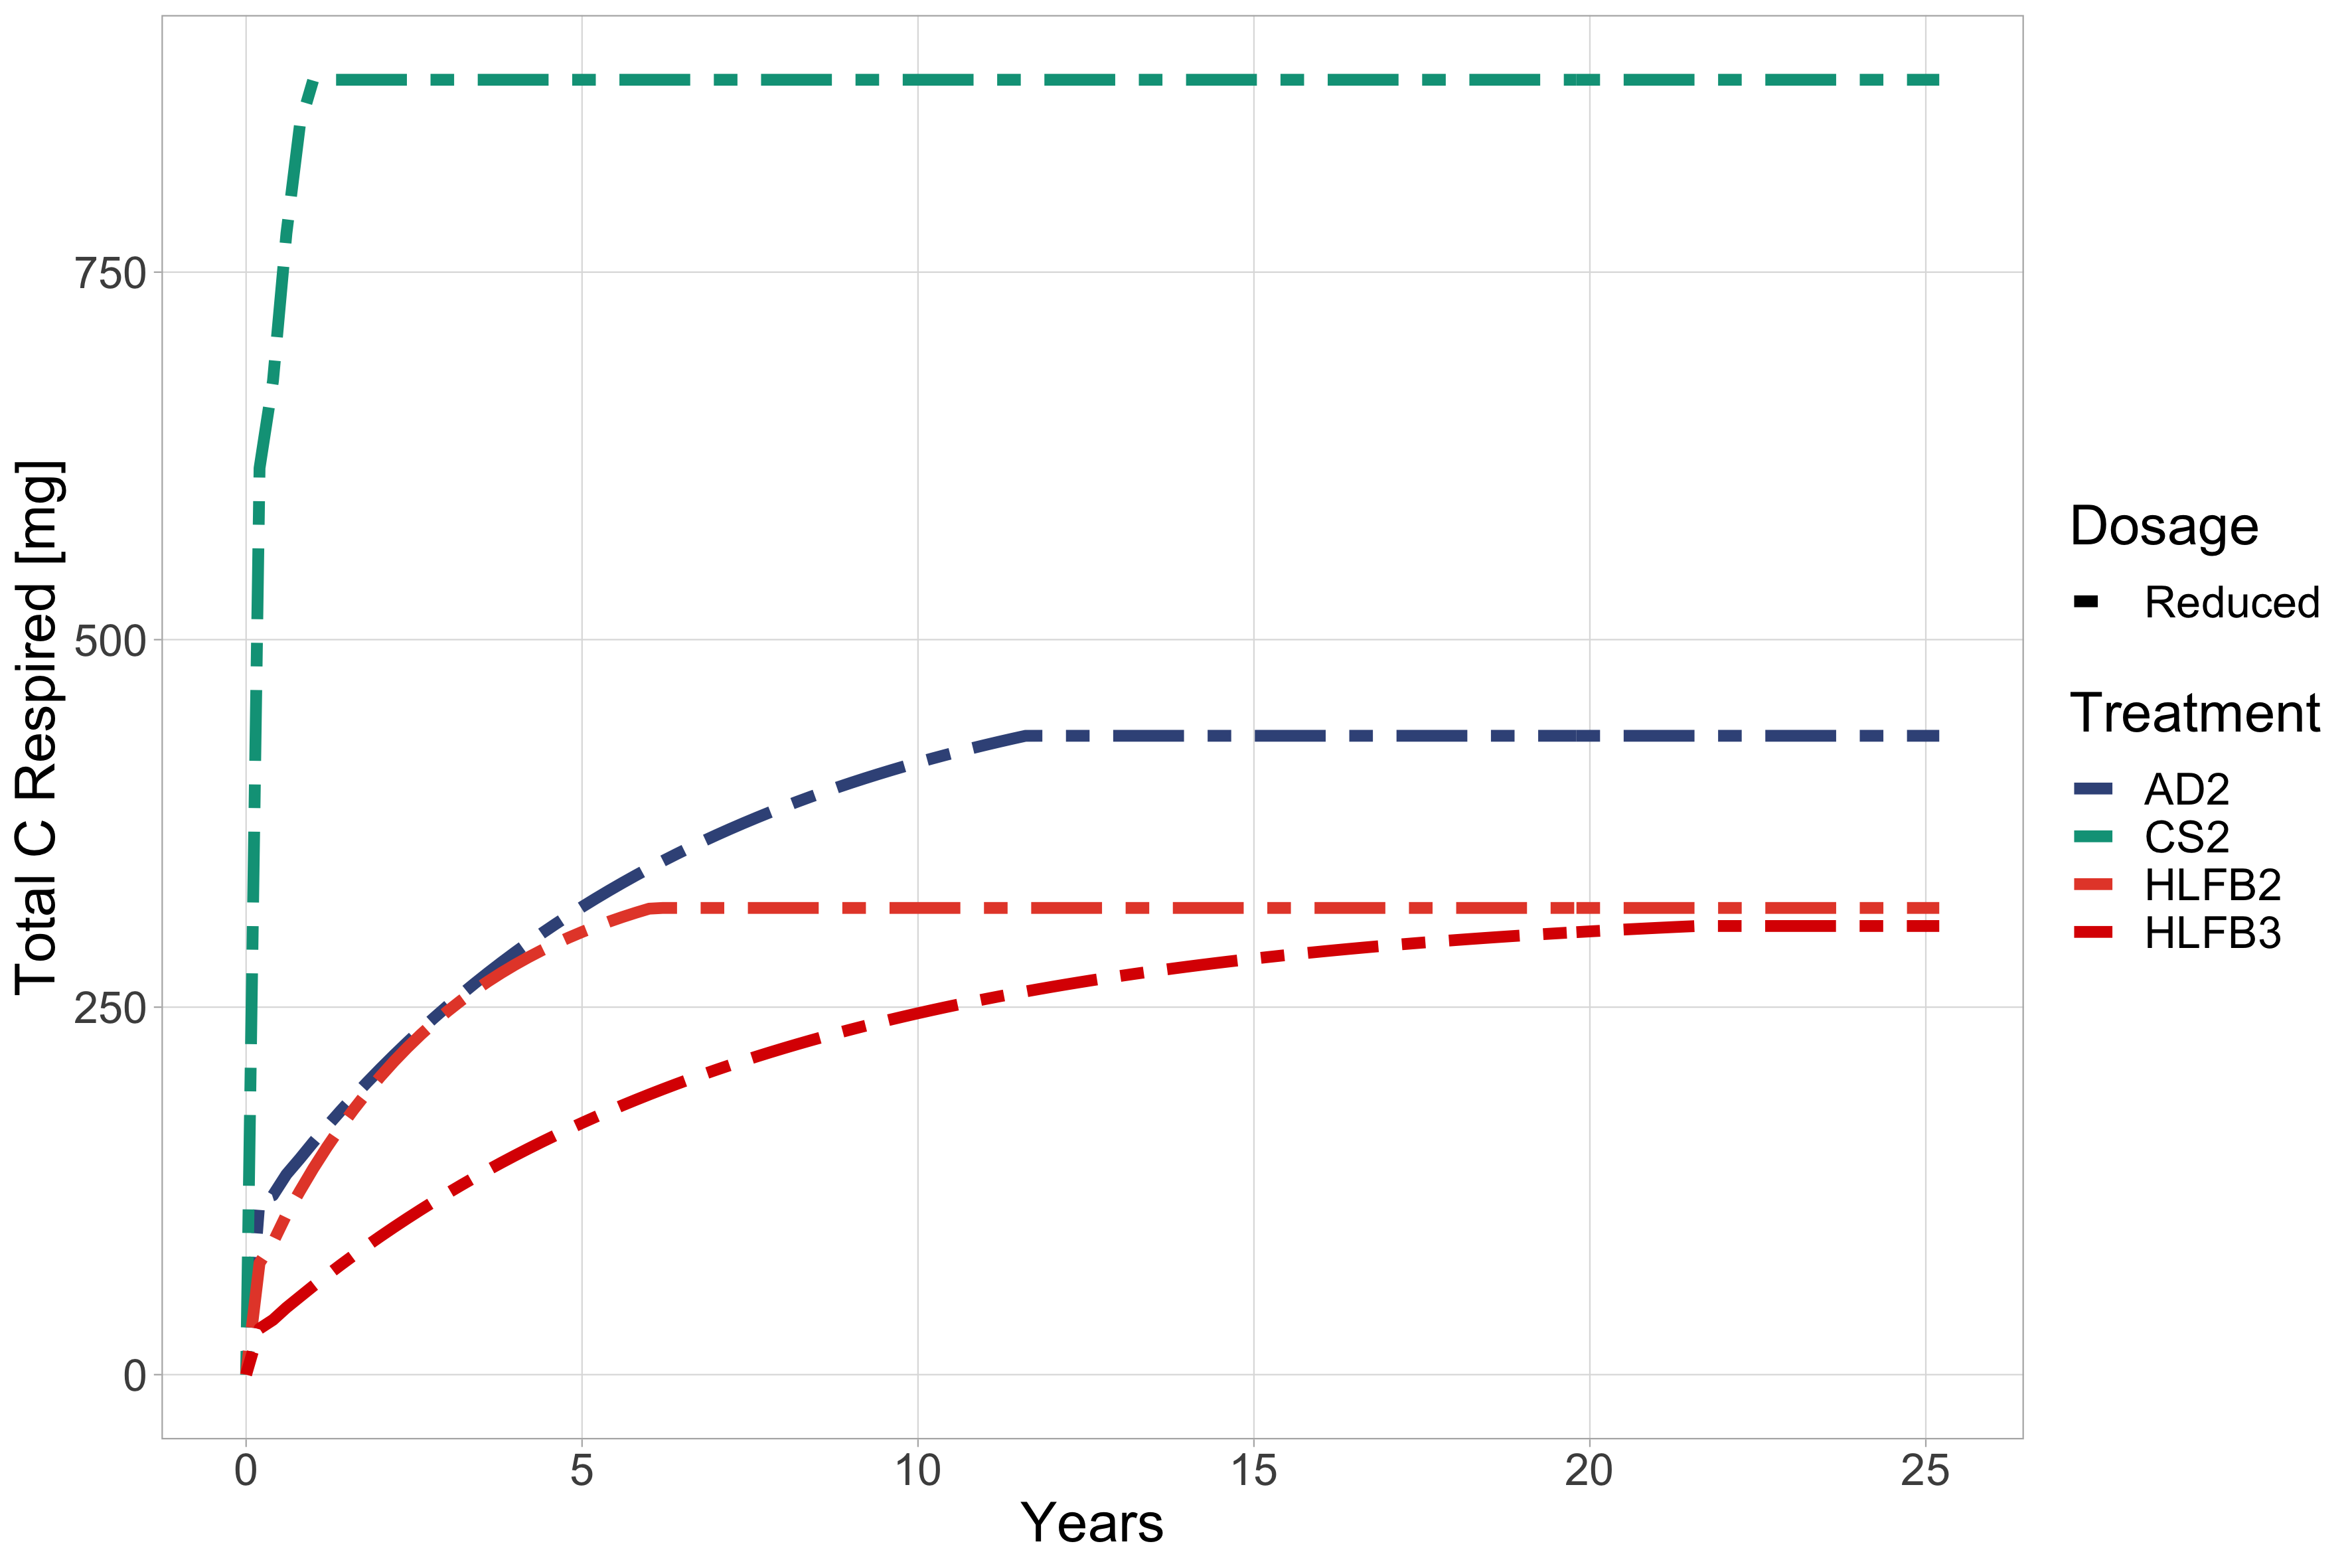 Total C Respired [mg]
750
500
250
0
0 5 10 15 20 25
Years
Dosage
Reduced
Treatment
AD2
CS2
HLFB2
HLFB3